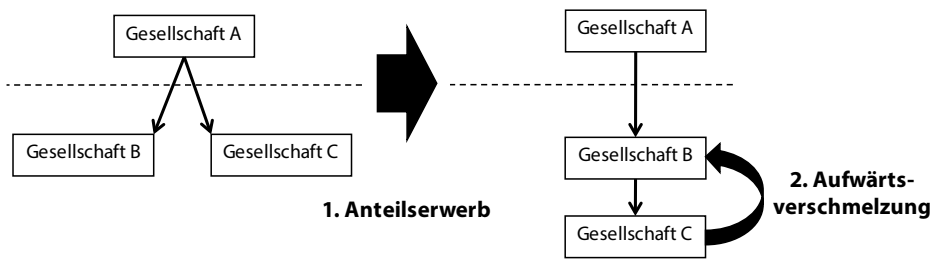 Gesellschaft A
Gesellschaft B
Gesellschaft C
1. Anteilserwerb
Gesellschaft A
Gesellschaft B
Gesellschaft C
2. Aufwärts-
verschmelzung